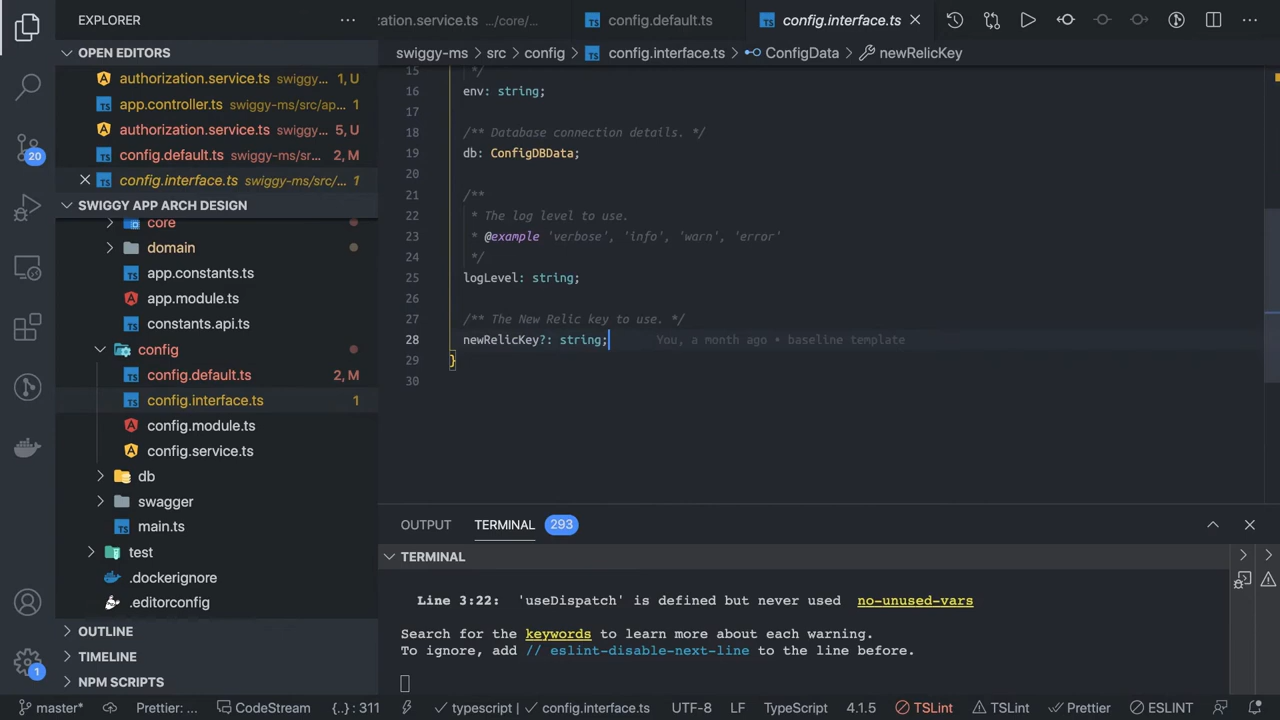 EXPLORER
zation.service.ts .../core/...
config.default.ts
config.interface.ts
OPEN EDITORS
authorization.service.ts swiggy... 1, U
app.controller.ts swiggy-ms/src/ap... 1
authorization.service.ts swiggy... 5, U
config.default.ts swiggy-ms/sr... 2, M
config.interface.ts swiggy-ms/src/... 1
SWIGGY APP ARCH DESIGN
core
domain
app.constants.ts
app.module.ts
constants.api.ts
config
config.default.ts 2, M
config.interface.ts 1
config.module.ts
config.service.ts
db
swagger
main.ts
test
.dockerignore
.editorconfig
OUTLINE
TIMELINE
NPM SCRIPTS
20
1
swiggy-ms > src > config > config.interface.ts > ConfigData > newRelicKey
15 */
16 env: string;
17
18 /** Database connection details. */
19 db: ConfigDBData;
20
21 /**
22 * The log level to use.
23 * @example 'verbose', 'info', 'warn', 'error'
24 */
25 logLevel: string;
26
27 /** The New Relic key to use. */
28 newRelicKey?: string; You, a month ago • baseline template
29 }
30
OUTPUT TERMINAL 293
TERMINAL
Line 3:22: 'useDispatch' is defined but never used no-unused-vars
Search for the keywords to learn more about each warning.
To ignore, add // eslint-disable-next-line to the line before.
master* Prettier: ... CodeStream {..} : 311 typescript | config.interface.ts UTF-8 LF TypeScript 4.1.5 TSLint TSLint Prettier ESLINT